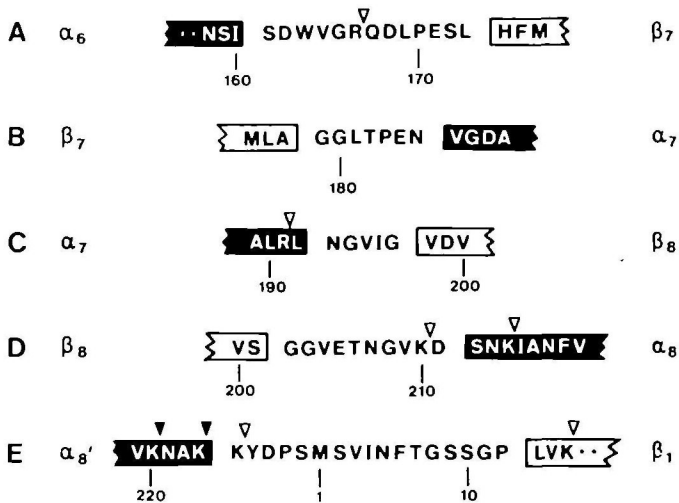 A α6 ··NSI SDWVGRQDLPESL HFM β7
160 170
B β7 MLA GGLTPEN VGDA α7
180
C α7 ALRL NGVIG VDV β8
190 200
D β8 VS GGVETNGVKD SNKIANFV α8
200 210
E α8' VKNAK KYDPSMSVINFTGSSGP LVK·· β1
220 1 10